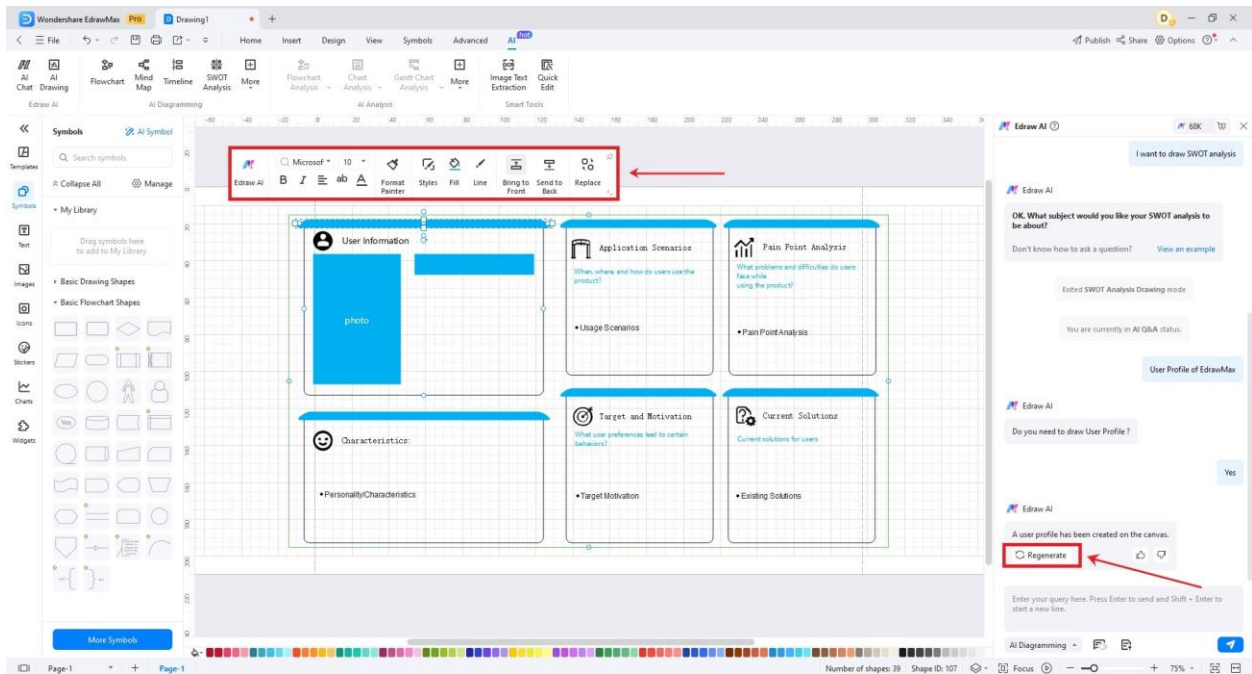 Wondershare EdrawMax Pro
Drawing1
File
Home Insert Design View Symbols Advanced AI hot
Publish Share Options
AI Chat
AI Drawing
Flowchart
Mind Map
Timeline
SWOT Analysis
More
Flowchart Analysis
Chart Analysis
Gantt Chart Analysis
More
Image Text Extraction
Quick Edit
Edraw AI
AI Diagramming
AI Analysis
Smart Tools
Templates
Symbols
Text
Images
Icons
Stickers
Charts
Widgets
Symbols
AI Symbol
Search symbols
Collapse All
Manage
My Library
Drag symbols here
to add to My Library
Basic Drawing Shapes
Basic Flowchart Shapes
Yes
More Symbols
Edraw AI
Microsof 10
B I ab A
Format Painter
Styles
Fill
Line
Bring to Front
Send to Back
Replace
User Information
photo
Characteristics:
•Personality/Characteristics
Application Scenarios
When, where, and how do users use the
product?
•Usage Scenarios
Pain Point Analysis
What problems and difficulties do users
face while
using the product?
•Pain Point Analysis
Target and Motivation
What user preferences lead to certain
behaviors?
•Target Motivation
Current Solutions
Current solutions for users
•Existing Solutions
Edraw AI
68K
I want to draw SWOT analysis
Edraw AI
OK. What subject would you like your SWOT analysis to
be about?
Don't know how to ask a question? View an example
Exited SWOT Analysis Drawing mode
You are currently in AI Q&A status.
User Profile of EdrawMax
Edraw AI
Do you need to draw User Profile ?
Yes
Edraw AI
A user profile has been created on the canvas.
Regenerate
Enter your query here. Press Enter to send and Shift + Enter to
start a new line.
AI Diagramming
Page-1
Page-1
Number of shapes: 39 Shape ID: 107
Focus
75%